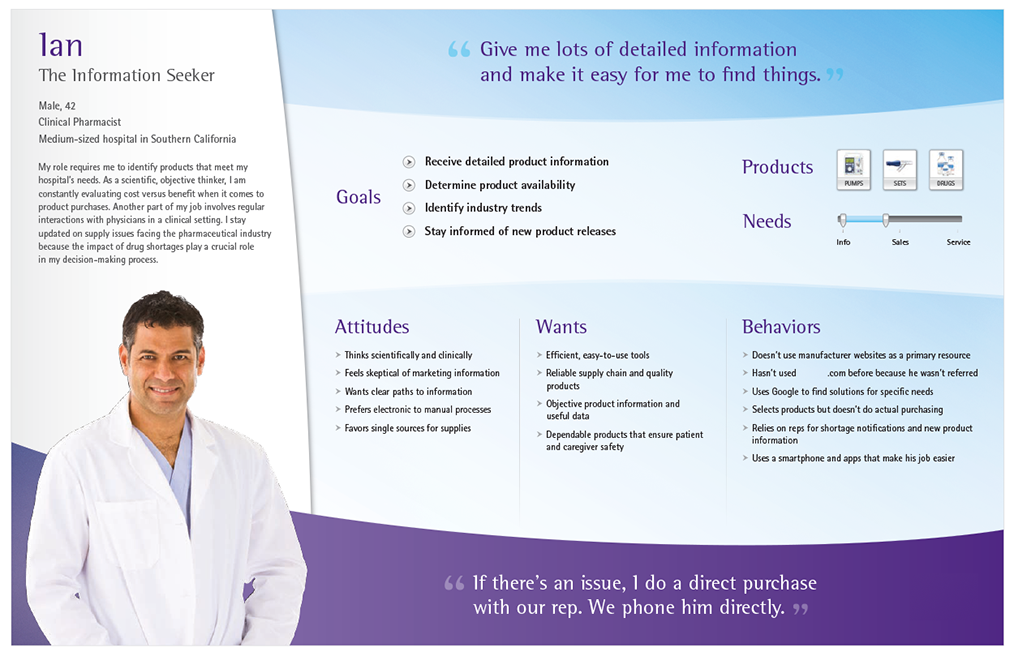 Ian
The Information Seeker
Male, 42
Clinical Pharmacist
Medium-sized hospital in Southern California
My role requires me to identify products that meet my
hospital's needs. As a scientific, objective thinker, I am
constantly evaluating cost versus benefit when it comes to
product purchases. Another part of my job involves regular
interactions with physicians in a clinical setting. I stay
updated on supply issues facing the pharmaceutical industry
because the impact of drug shortages play a crucial role
in my decision-making process.
“ Give me lots of detailed information
and make it easy for me to find things. ”
Goals
Receive detailed product information
Determine product availability
Identify industry trends
Stay informed of new product releases
Products
PUMPS
SETS
DRUGS
Needs
Info
Sales
Service
Attitudes
Thinks scientifically and clinically
Feels skeptical of marketing information
Wants clear paths to information
Prefers electronic to manual processes
Favors single sources for supplies
Wants
Efficient, easy-to-use tools
Reliable supply chain and quality
products
Objective product information and
useful data
Dependable products that ensure patient
and caregiver safety
Behaviors
Doesn't use manufacturer websites as a primary resource
Hasn't used .com before because he wasn't referred
Uses Google to find solutions for specific needs
Selects products but doesn't do actual purchasing
Relies on reps for shortage notifications and new product
information
Uses a smartphone and apps that make his job easier
“ If there's an issue, I do a direct purchase
with our rep. We phone him directly. ”